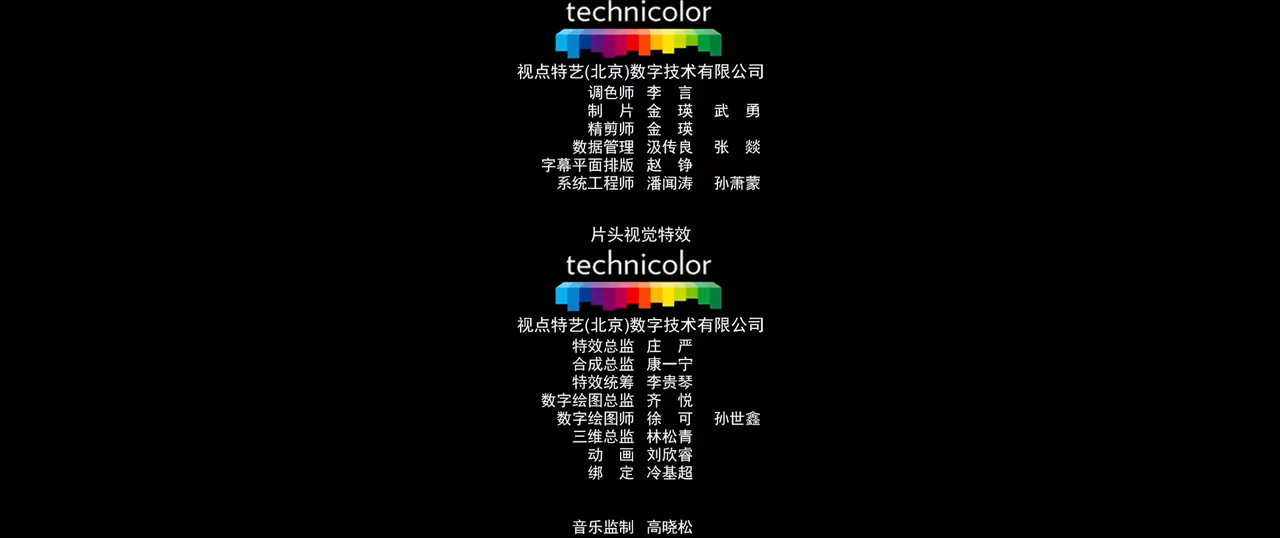 technicolor
视点特艺(北京)数字技术有限公司
调色师 李 言
制 片 金 瑛 武 勇
精剪师 金 瑛
数据管理 汲传良 张 燚
字幕平面排版 赵 铮
系统工程师 潘闻涛 孙萧蒙
片头视觉特效
technicolor
视点特艺(北京)数字技术有限公司
特效总监 庄 严
合成总监 康一宁
特效统筹 李贵琴
数字绘图总监 齐 悦
数字绘图师 徐 可 孙世鑫
三维总监 林松青
动 画 刘欣睿
绑 定 冷基超
音乐监制 高晓松